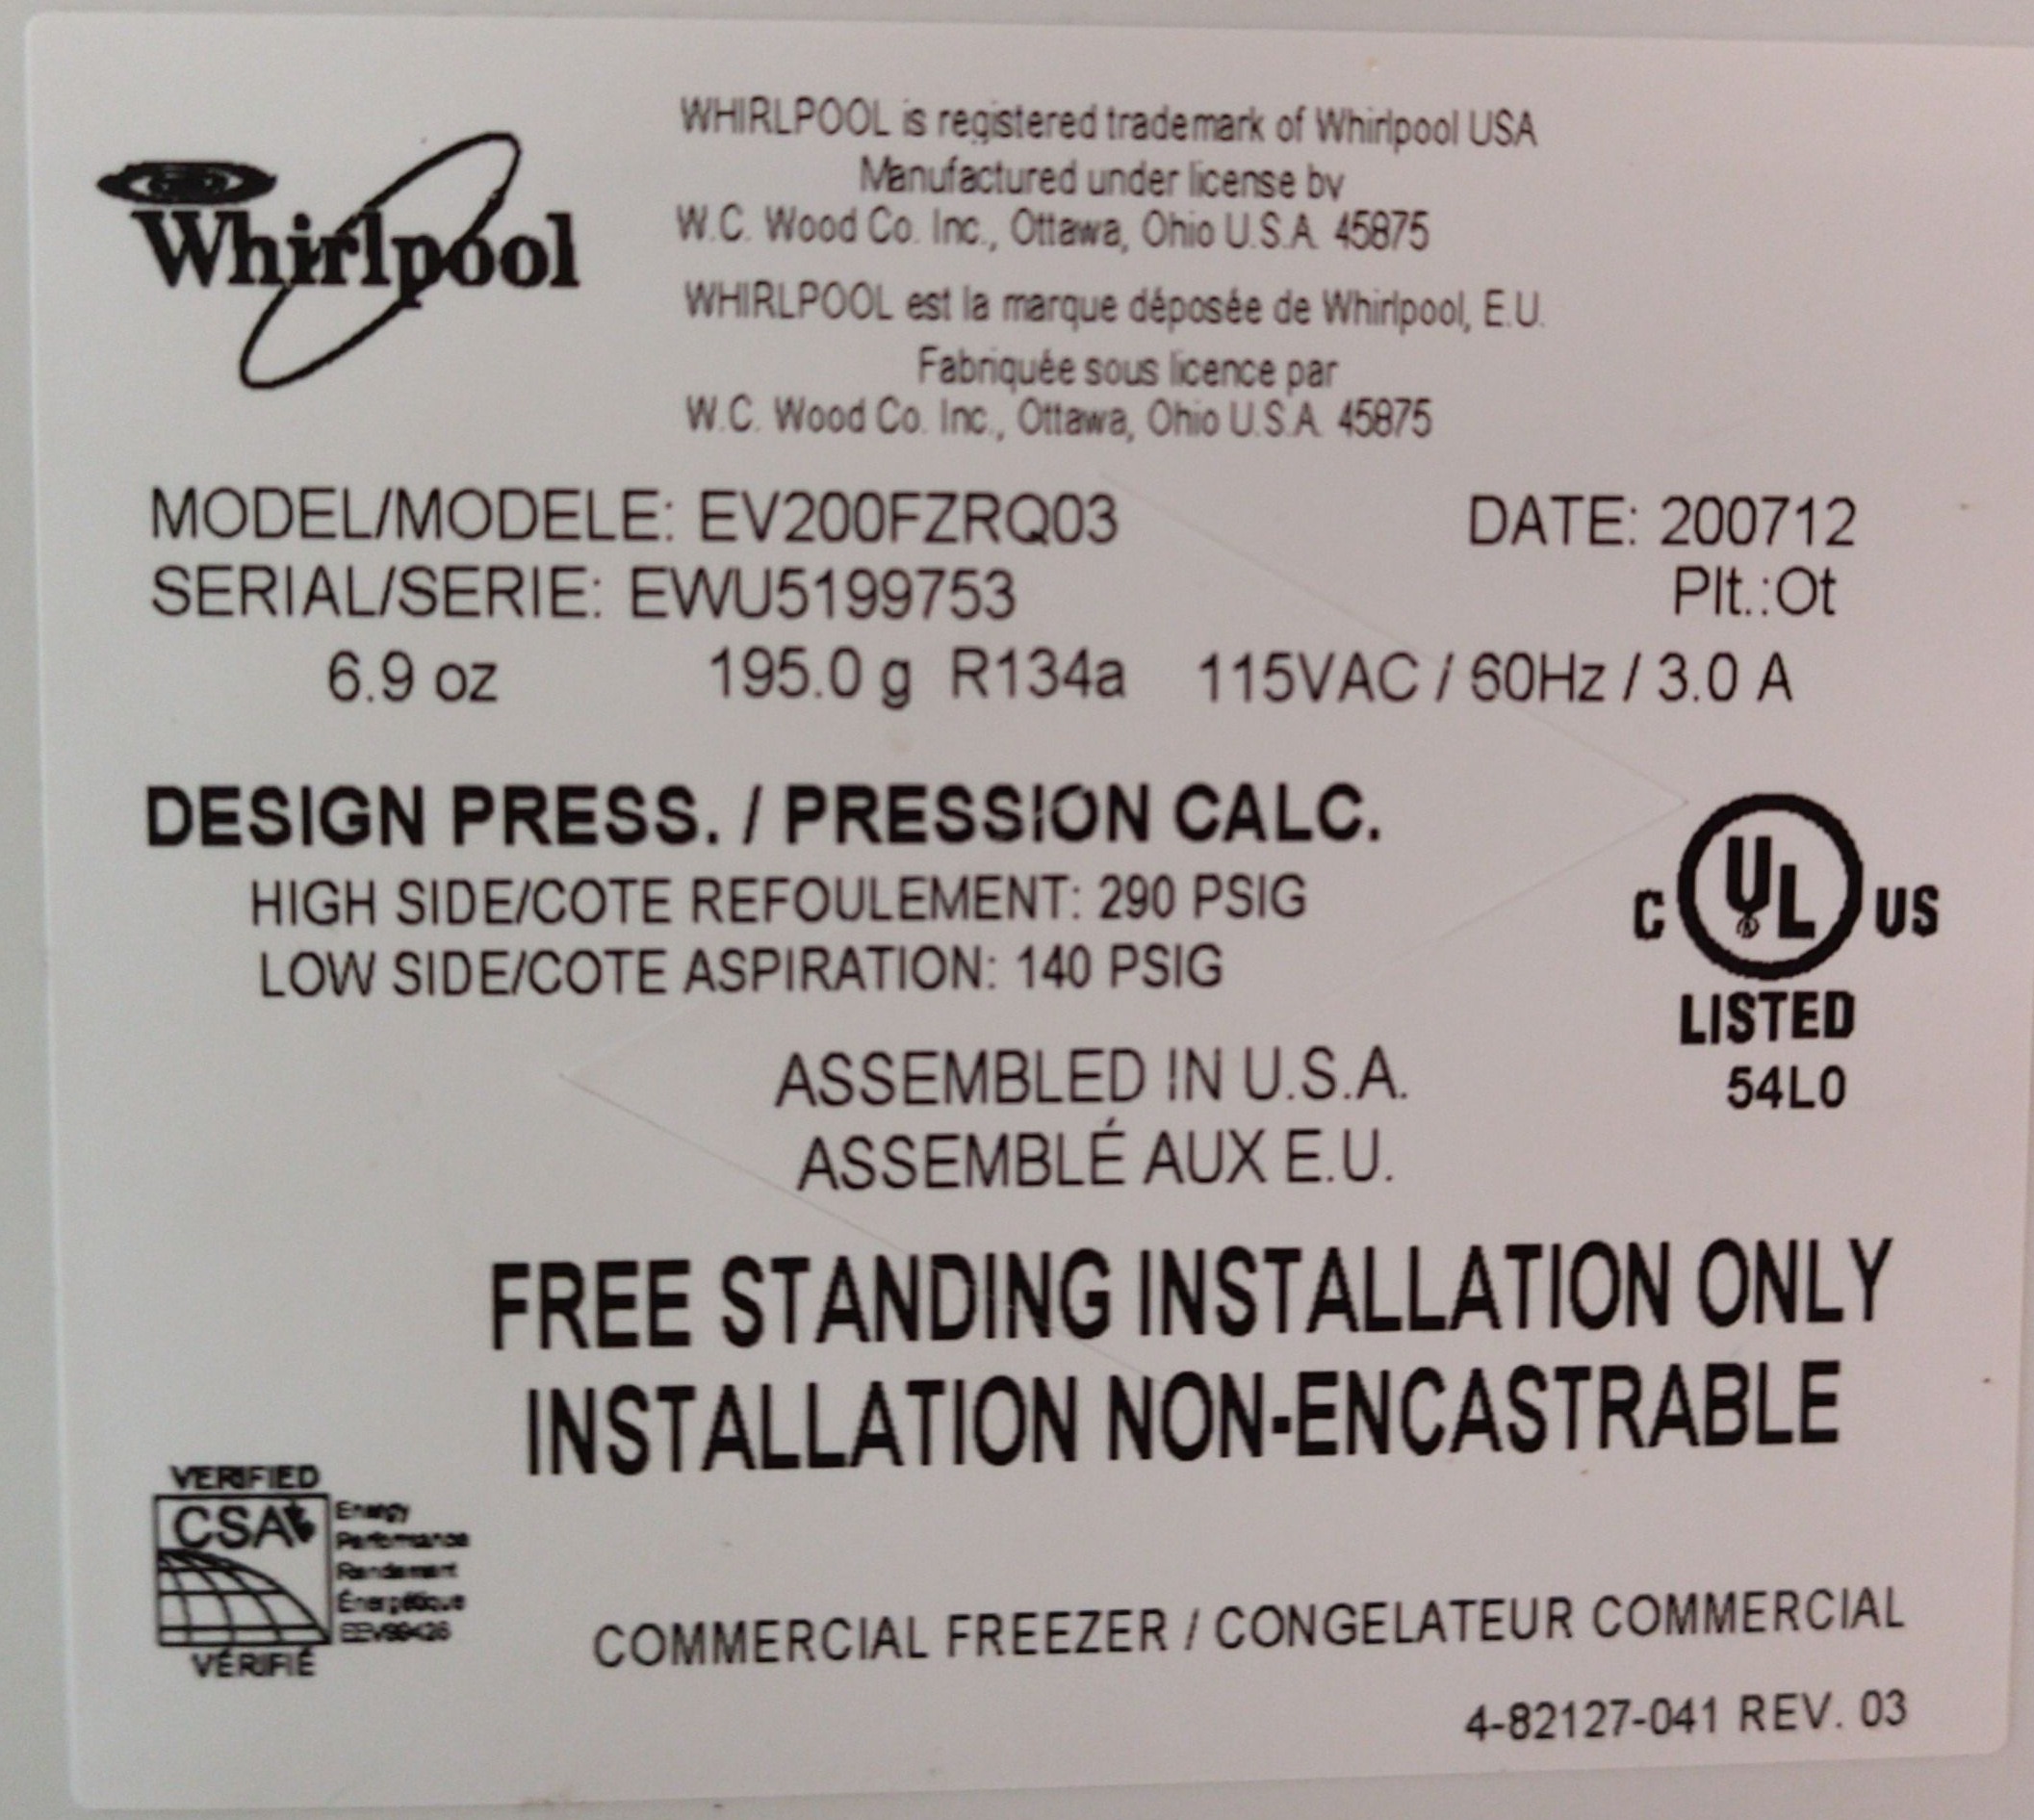 Whirlpool
WHIRLPOOL is registered trademark of Whirlpool USA
Manufactured under license by
W.C. Wood Co. Inc., Ottawa, Ohio U.S.A. 45875
WHIRLPOOL est la marque déposée de Whirlpool, E.U.
Fabriquée sous licence par
W.C. Wood Co. Inc., Ottawa, Ohio U.S.A. 45875
MODEL/MODELE: EV200FZRQ03 DATE: 200712
SERIAL/SERIE: EWU5199753 Plt.:Ot
6.9 oz 195.0 g R134a 115VAC / 60Hz / 3.0 A
DESIGN PRESS. / PRESSION CALC.
HIGH SIDE/COTE REFOULEMENT: 290 PSIG
LOW SIDE/COTE ASPIRATION: 140 PSIG
C UL US
LISTED
54L0
ASSEMBLED IN U.S.A.
ASSEMBLÉ AUX E.U.
FREE STANDING INSTALLATION ONLY
INSTALLATION NON-ENCASTRABLE
VERIFIED
CSA
Energy
Performance
Rendement
Énergétique
VÉRIFIÉ
COMMERCIAL FREEZER / CONGELATEUR COMMERCIAL
4-82127-041 REV. 03